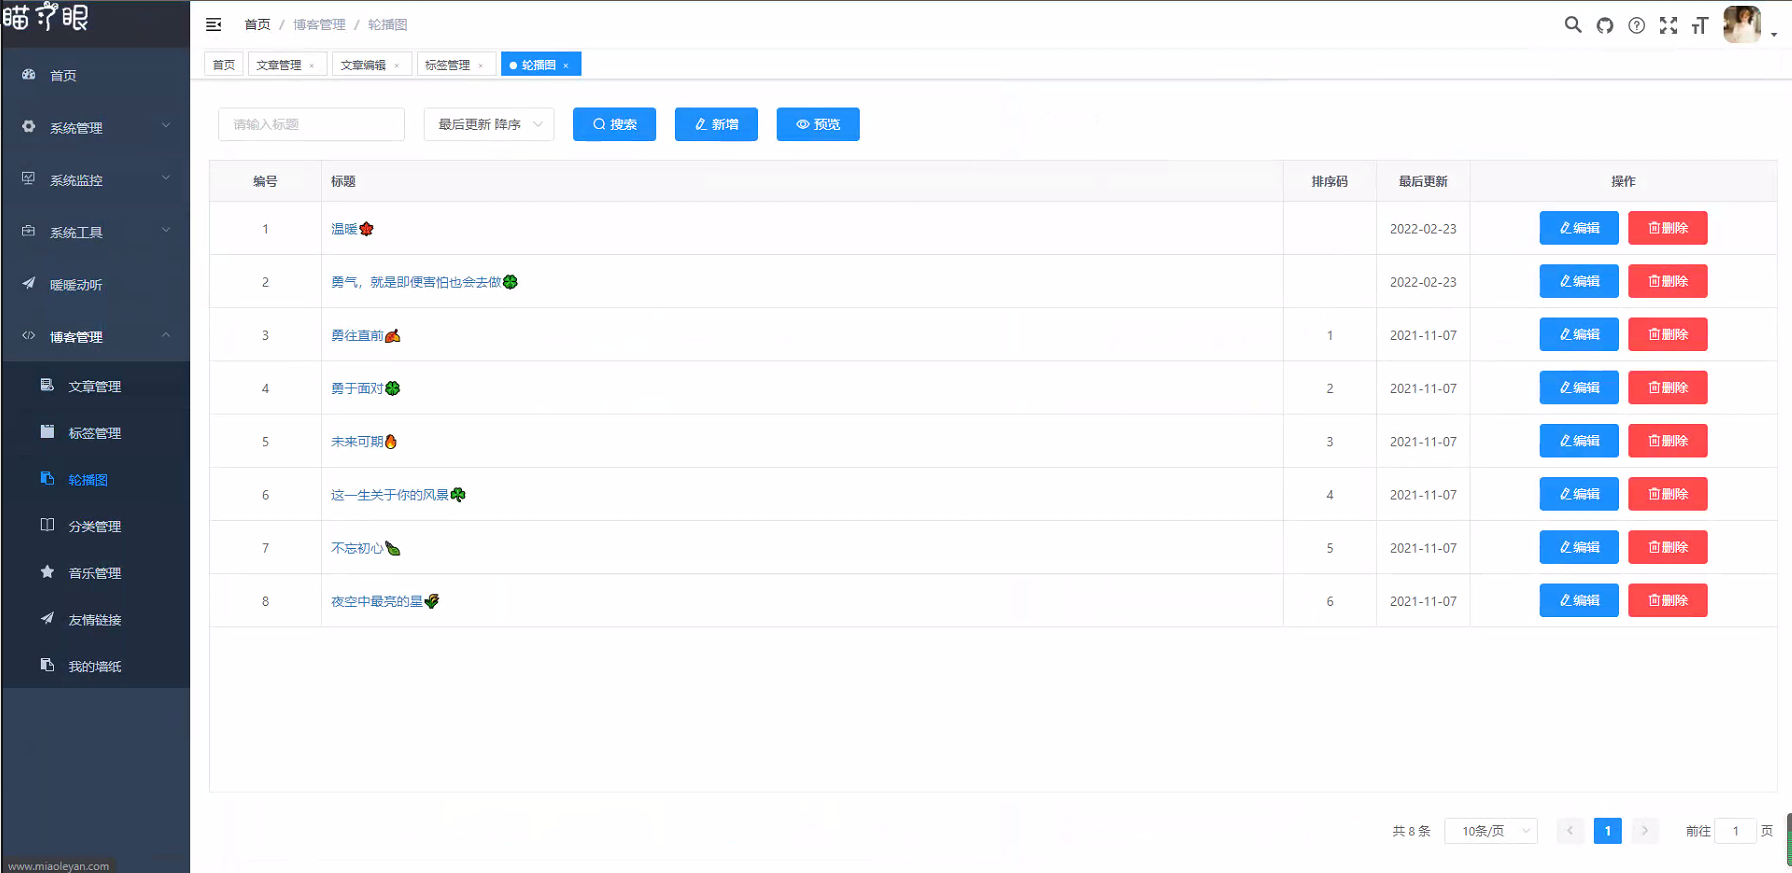 瞄了眼
首页 / 博客管理 / 轮播图
首页 文章管理 × 文章编辑 × 标签管理 × 轮播图 ×
首页
系统管理
系统监控
系统工具
暖暖动听
博客管理
文章管理
标签管理
轮播图
分类管理
音乐管理
友情链接
我的墙纸
www.miaoleyan.com
请输入标题 最后更新 降序 搜索 新增 预览
编号 标题 排序码 最后更新 操作
1 温暖🍁 2022-02-23 编辑 删除
2 勇气，就是即便害怕也会去做🍀 2022-02-23 编辑 删除
3 勇往直前🍂 1 2021-11-07 编辑 删除
4 勇于面对🍀 2 2021-11-07 编辑 删除
5 未来可期🔥 3 2021-11-07 编辑 删除
6 这一生关于你的风景☘ 4 2021-11-07 编辑 删除
7 不忘初心🍃 5 2021-11-07 编辑 删除
8 夜空中最亮的星🌾 6 2021-11-07 编辑 删除
共 8 条 10条/页 1 前往 1 页